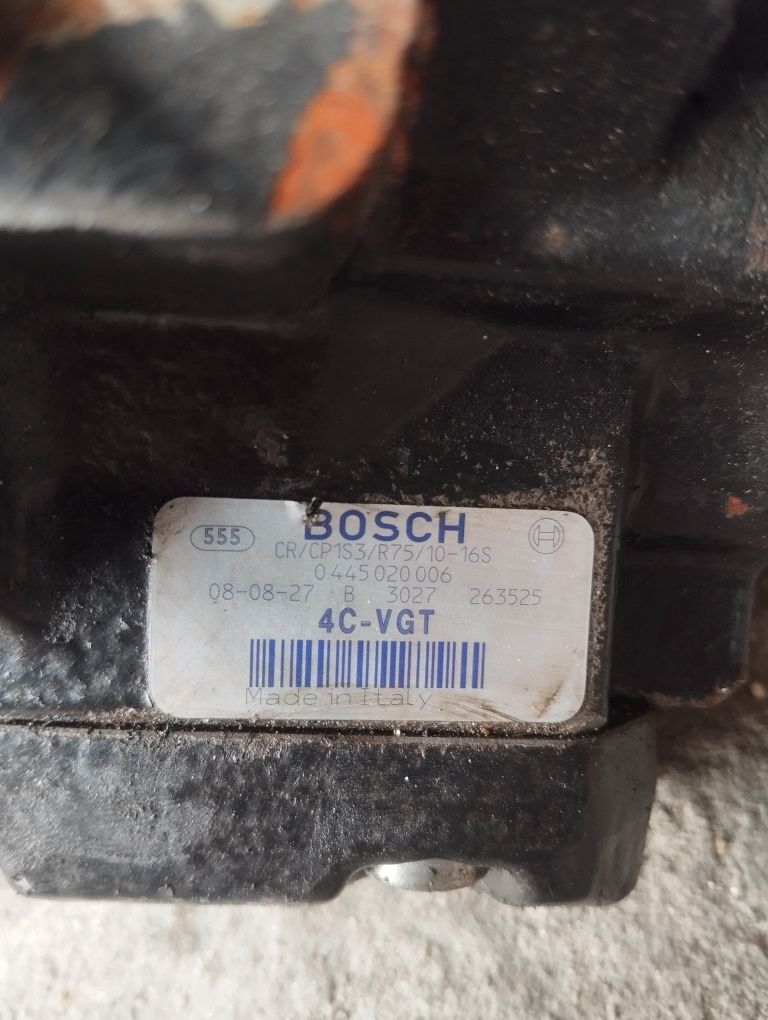 555 BOSCH
CR/CP1S3/R75/10-16S
0 445 020 006
08-08-27 B 3027 263525
4C-VGT
Made in Italy